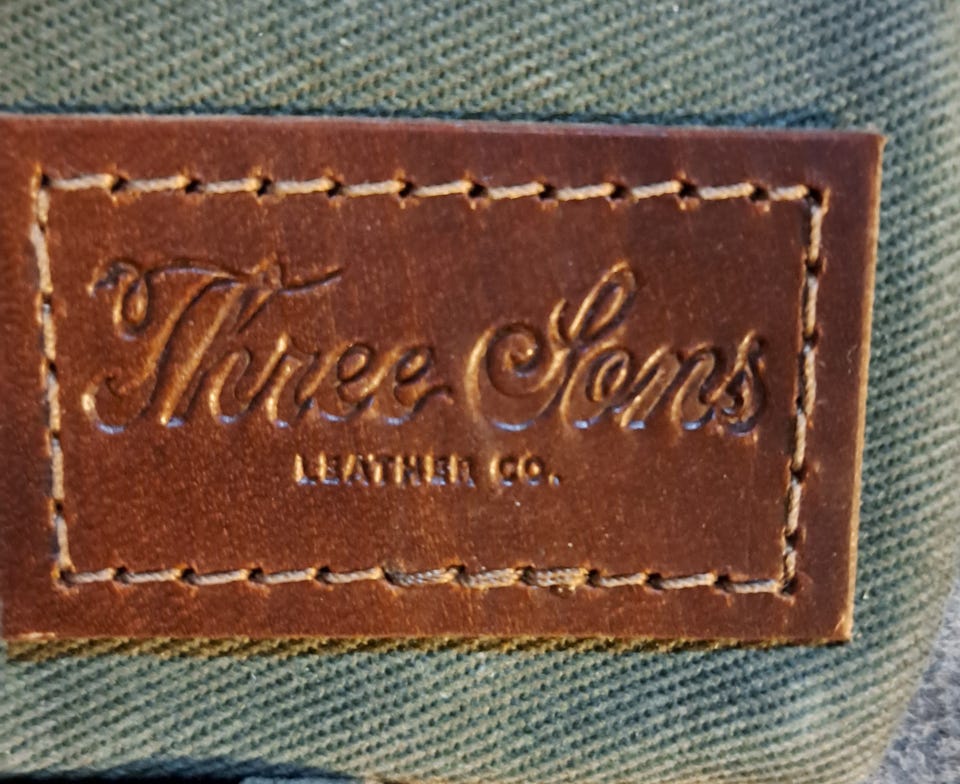 Three Sons
LEATHER CO.